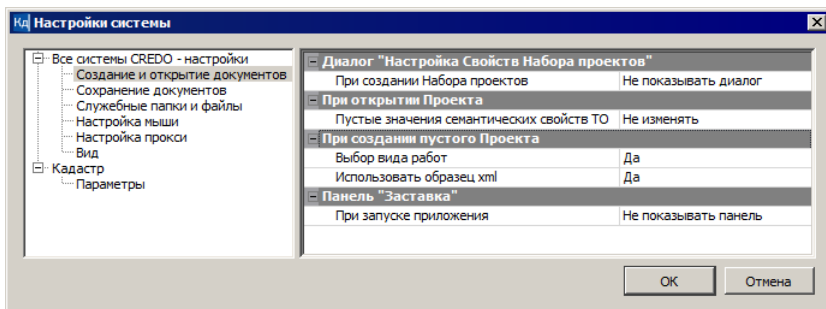 Кд Настройки системы
Все системы CREDO - настройки
Создание и открытие документов
Сохранение документов
Служебные папки и файлы
Настройка мыши
Настройка прокси
Вид
Кадастр
Параметры
Диалог "Настройка Свойств Набора проектов"
При создании Набора проектов Не показывать диалог
При открытии Проекта
Пустые значения семантических свойств ТО Не изменять
При создании пустого Проекта
Выбор вида работ Да
Использовать образец xml Да
Панель "Заставка"
При запуске приложения Не показывать панель
ОК Отмена